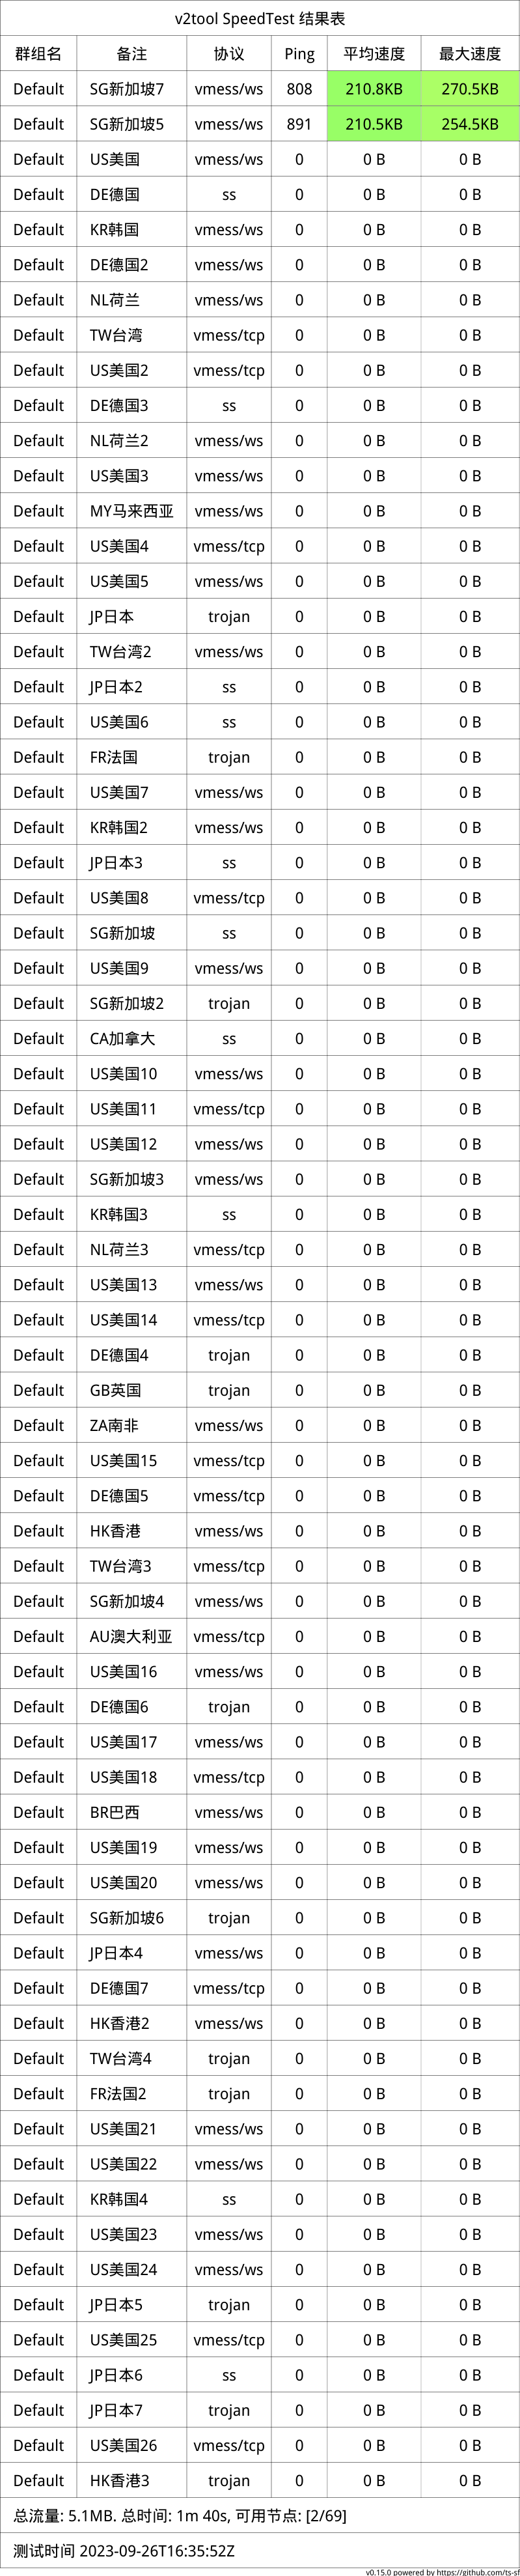 v2tool SpeedTest 结果表
群组名 备注 协议 Ping 平均速度 最大速度
Default SG新加坡7 vmess/ws 808 210.8KB 270.5KB
Default SG新加坡5 vmess/ws 891 210.5KB 254.5KB
Default US美国 vmess/ws 0 0 B 0 B
Default DE德国 ss 0 0 B 0 B
Default KR韩国 vmess/ws 0 0 B 0 B
Default DE德国2 vmess/ws 0 0 B 0 B
Default NL荷兰 vmess/ws 0 0 B 0 B
Default TW台湾 vmess/tcp 0 0 B 0 B
Default US美国2 vmess/tcp 0 0 B 0 B
Default DE德国3 ss 0 0 B 0 B
Default NL荷兰2 vmess/ws 0 0 B 0 B
Default US美国3 vmess/ws 0 0 B 0 B
Default MY马来西亚 vmess/ws 0 0 B 0 B
Default US美国4 vmess/tcp 0 0 B 0 B
Default US美国5 vmess/ws 0 0 B 0 B
Default JP日本 trojan 0 0 B 0 B
Default TW台湾2 vmess/ws 0 0 B 0 B
Default JP日本2 ss 0 0 B 0 B
Default US美国6 ss 0 0 B 0 B
Default FR法国 trojan 0 0 B 0 B
Default US美国7 vmess/ws 0 0 B 0 B
Default KR韩国2 vmess/ws 0 0 B 0 B
Default JP日本3 ss 0 0 B 0 B
Default US美国8 vmess/tcp 0 0 B 0 B
Default SG新加坡 ss 0 0 B 0 B
Default US美国9 vmess/ws 0 0 B 0 B
Default SG新加坡2 trojan 0 0 B 0 B
Default CA加拿大 ss 0 0 B 0 B
Default US美国10 vmess/ws 0 0 B 0 B
Default US美国11 vmess/tcp 0 0 B 0 B
Default US美国12 vmess/ws 0 0 B 0 B
Default SG新加坡3 vmess/ws 0 0 B 0 B
Default KR韩国3 ss 0 0 B 0 B
Default NL荷兰3 vmess/tcp 0 0 B 0 B
Default US美国13 vmess/ws 0 0 B 0 B
Default US美国14 vmess/tcp 0 0 B 0 B
Default DE德国4 trojan 0 0 B 0 B
Default GB英国 trojan 0 0 B 0 B
Default ZA南非 vmess/ws 0 0 B 0 B
Default US美国15 vmess/tcp 0 0 B 0 B
Default DE德国5 vmess/tcp 0 0 B 0 B
Default HK香港 vmess/ws 0 0 B 0 B
Default TW台湾3 vmess/tcp 0 0 B 0 B
Default SG新加坡4 vmess/ws 0 0 B 0 B
Default AU澳大利亚 vmess/tcp 0 0 B 0 B
Default US美国16 vmess/ws 0 0 B 0 B
Default DE德国6 trojan 0 0 B 0 B
Default US美国17 vmess/ws 0 0 B 0 B
Default US美国18 vmess/tcp 0 0 B 0 B
Default BR巴西 vmess/ws 0 0 B 0 B
Default US美国19 vmess/ws 0 0 B 0 B
Default US美国20 vmess/ws 0 0 B 0 B
Default SG新加坡6 trojan 0 0 B 0 B
Default JP日本4 vmess/ws 0 0 B 0 B
Default DE德国7 vmess/tcp 0 0 B 0 B
Default HK香港2 vmess/ws 0 0 B 0 B
Default TW台湾4 trojan 0 0 B 0 B
Default FR法国2 trojan 0 0 B 0 B
Default US美国21 vmess/ws 0 0 B 0 B
Default US美国22 vmess/ws 0 0 B 0 B
Default KR韩国4 ss 0 0 B 0 B
Default US美国23 vmess/ws 0 0 B 0 B
Default US美国24 vmess/ws 0 0 B 0 B
Default JP日本5 trojan 0 0 B 0 B
Default US美国25 vmess/tcp 0 0 B 0 B
Default JP日本6 ss 0 0 B 0 B
Default JP日本7 trojan 0 0 B 0 B
Default US美国26 vmess/tcp 0 0 B 0 B
Default HK香港3 trojan 0 0 B 0 B
总流量: 5.1MB. 总时间: 1m 40s, 可用节点: [2/69]
测试时间 2023-09-26T16:35:52Z
v0.15.0 powered by https://github.com/ts-sf